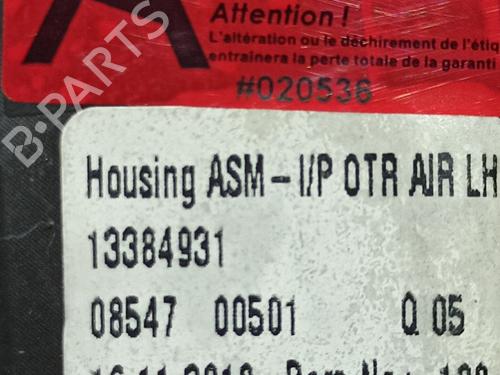 A
Attention !
L'altération ou le déchirement de l'étiq
entrainera la perte totale de la garanti
#020536
B-PARTS
Housing ASM - I/P OTR AIR LH
13384931
08547 00501 Q 05